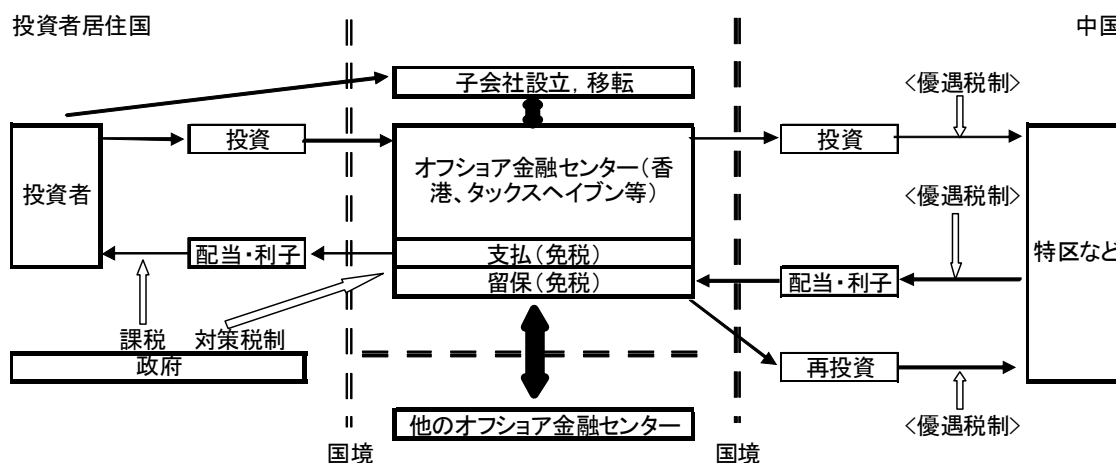 投資者居住国
中国
子会社設立，移転
<優遇税制>
<優遇税制>
投資者
投資
オフショア金融センター（香
港、タックスヘイブン等）
投資
<優遇税制>
配当・利子
支払（免税）
留保（免税）
配当・利子
特区など
課税
対策税制
政府
再投資
他のオフショア金融センター
<優遇税制>
国境
国境